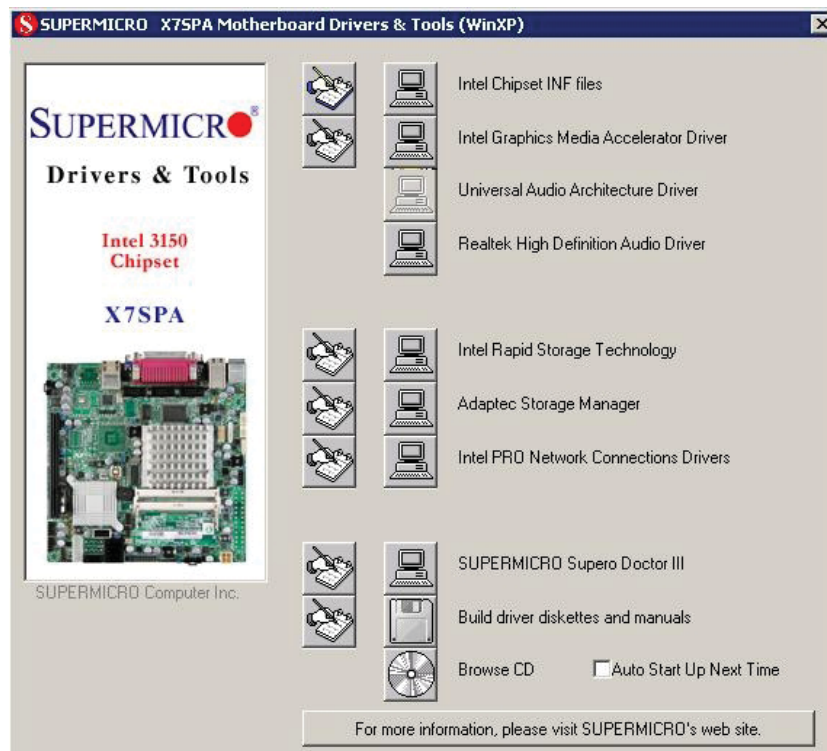 SUPERMICRO X7SPA Motherboard Drivers & Tools (WinXP)
SUPERMICRO®
Drivers & Tools
Intel 3150
Chipset
X7SPA
SUPERMICRO Computer Inc.
Intel Chipset INF files
Intel Graphics Media Accelerator Driver
Universal Audio Architecture Driver
Realtek High Definition Audio Driver
Intel Rapid Storage Technology
Adaptec Storage Manager
Intel PRO Network Connections Drivers
SUPERMICRO Supero Doctor III
Build driver diskettes and manuals
Browse CD
Auto Start Up Next Time
For more information, please visit SUPERMICRO's web site.